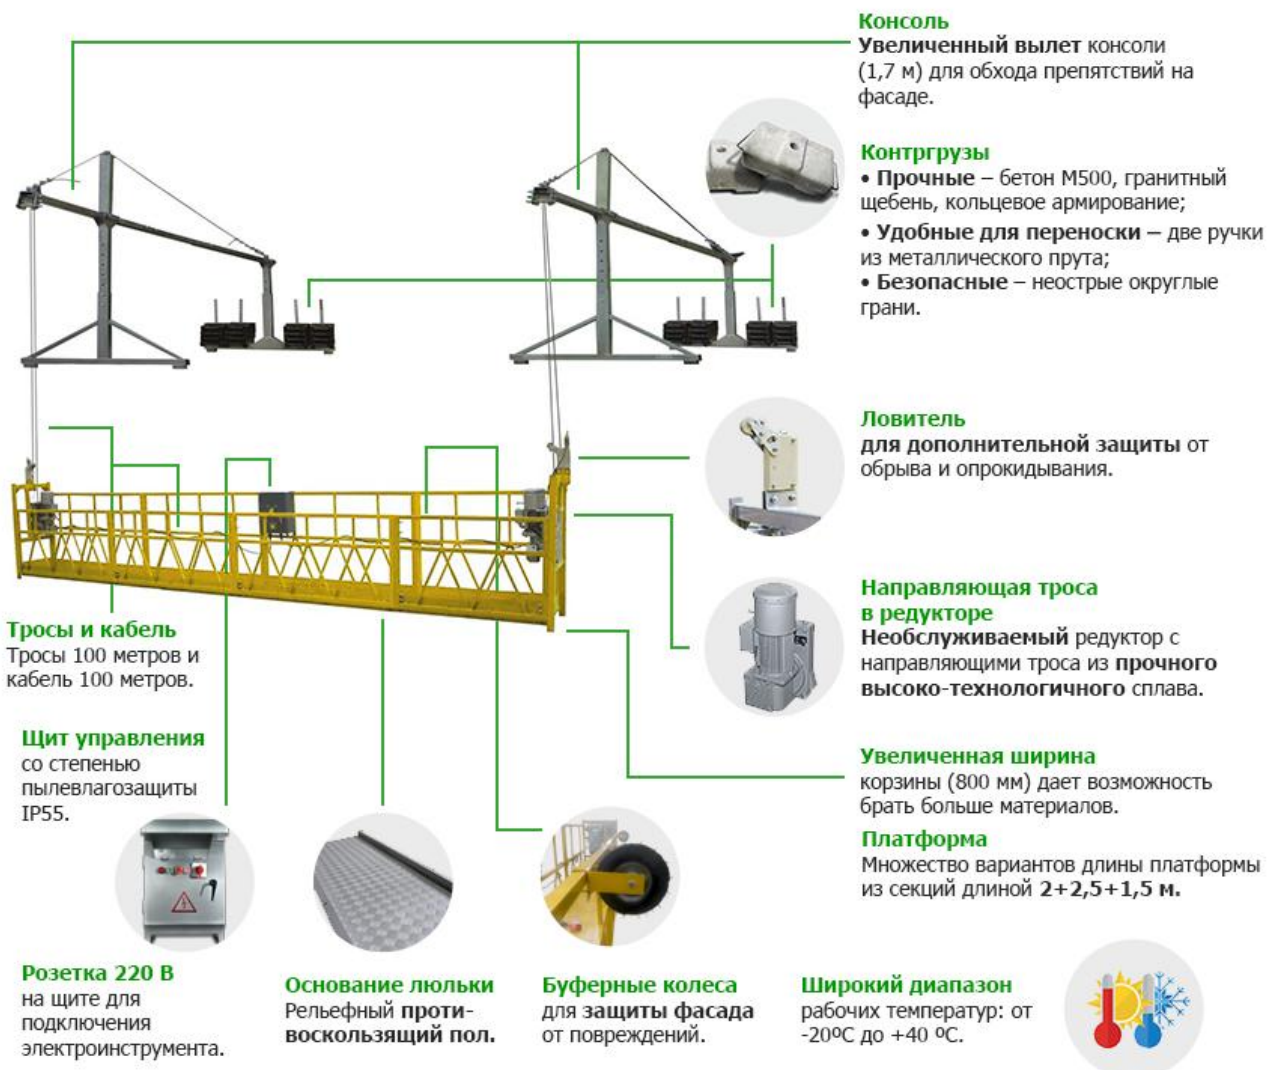 Консоль
Увеличенный вылет консоли
(1,7 м) для обхода препятствий на
фасаде.
Контргрузы
• Прочные – бетон М500, гранитный
щебень, кольцевое армирование;
• Удобные для переноски – две ручки
из металлического прута;
• Безопасные – неострые округлые
грани.
Ловитель
для дополнительной защиты от
обрыва и опрокидывания.
Направляющая троса
в редукторе
Необслуживаемый редуктор с
направляющими троса из прочного
высоко-технологичного сплава.
Тросы и кабель
Тросы 100 метров и
кабель 100 метров.
Щит управления
со степенью
пылевлагозащиты
IP55.
Увеличенная ширина
корзины (800 мм) дает возможность
брать больше материалов.
Платформа
Множество вариантов длины платформы
из секций длиной 2+2,5+1,5 м.
Розетка 220 В
на щите для
подключения
электроинструмента.
Основание люльки
Рельефный проти-
воскользящий пол.
Буферные колеса
для защиты фасада
от повреждений.
Широкий диапазон
рабочих температур: от
-20ºС до +40 ºС.